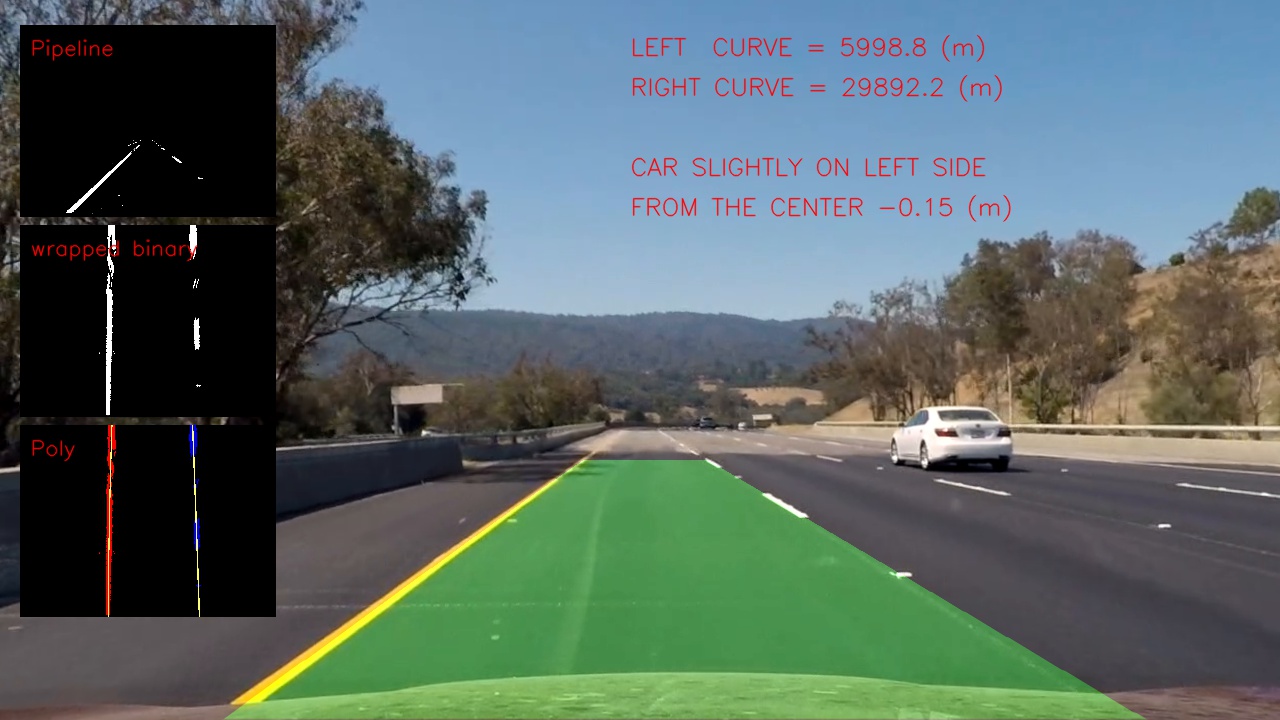 Pipeline
wrapped binary
Poly
LEFT CURVE = 5998.8 (m)
RIGHT CURVE = 29892.2 (m)
CAR SLIGHTLY ON LEFT SIDE
FROM THE CENTER −0.15 (m)